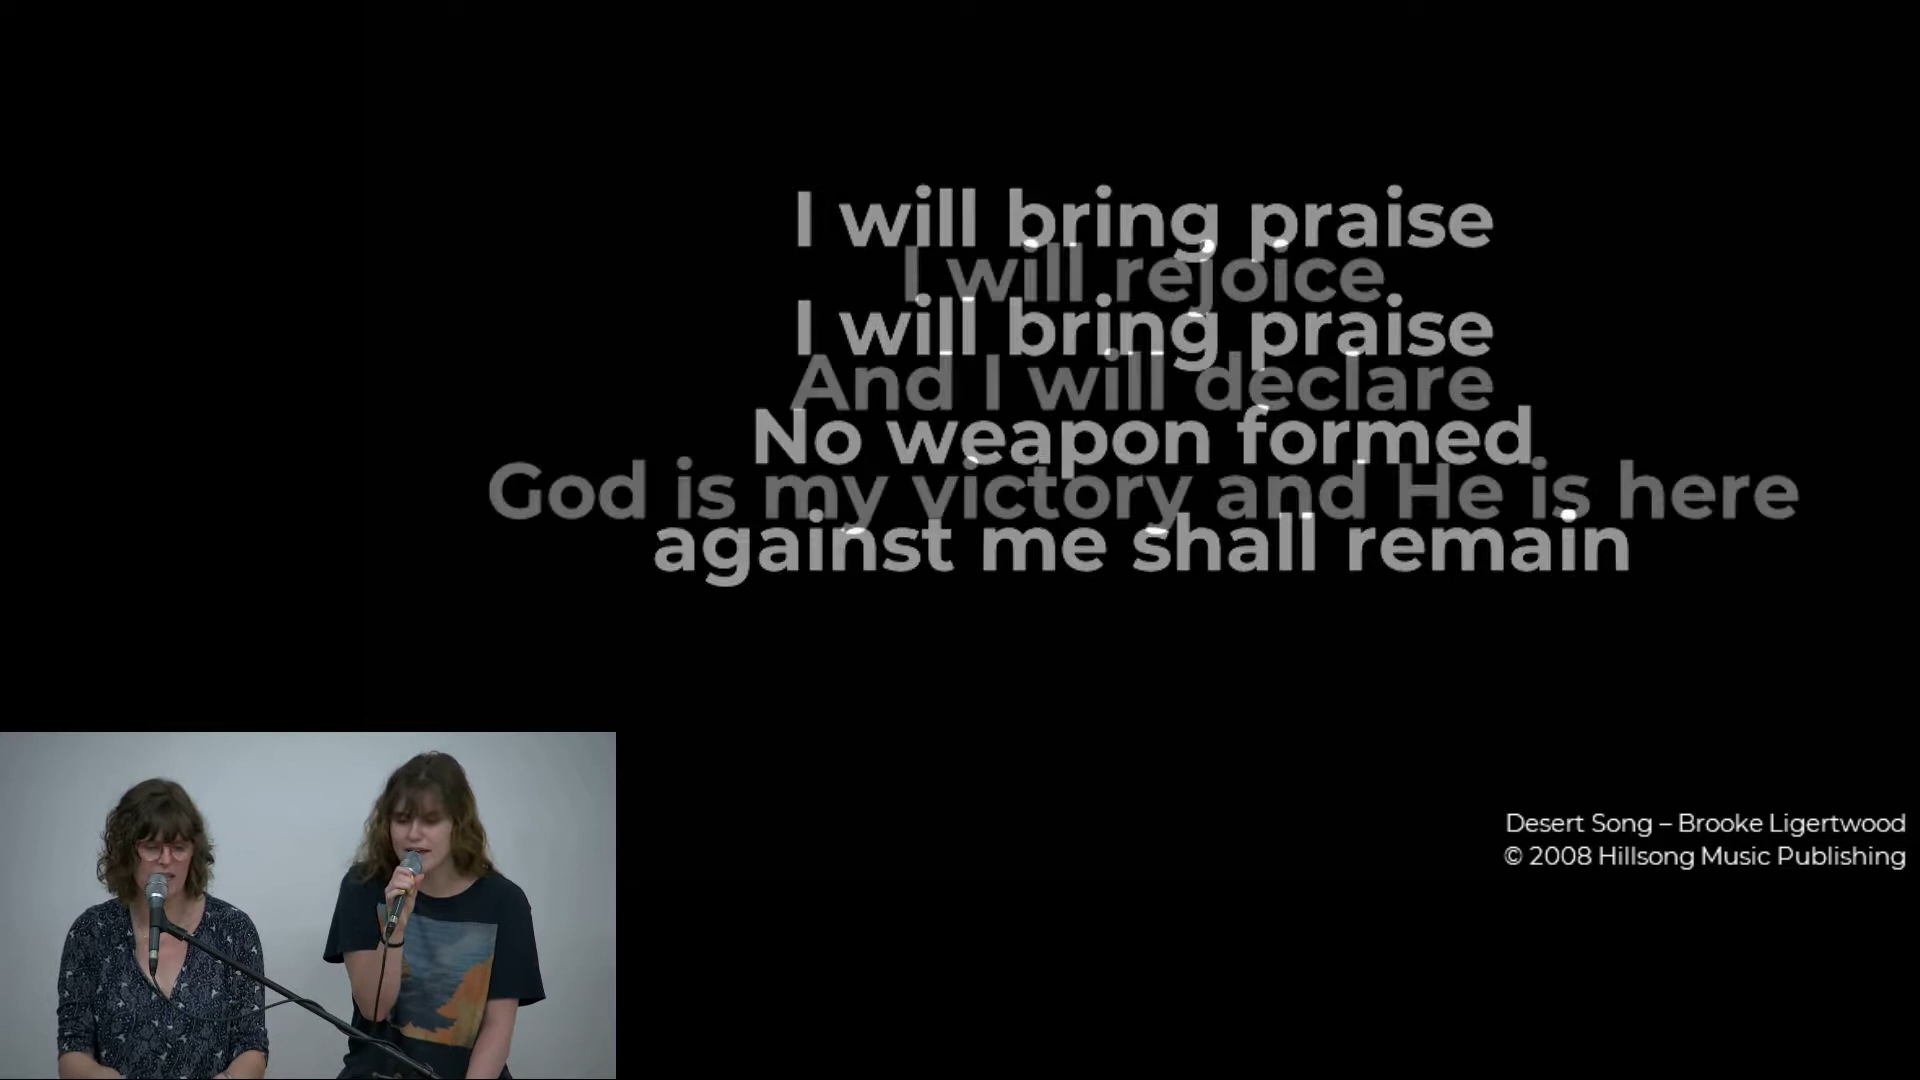 I will bring praise
I will rejoice
I will bring praise
And I will declare
No weapon formed
God is my victory and He is here
against me shall remain
Desert Song – Brooke Ligertwood
© 2008 Hillsong Music Publishing